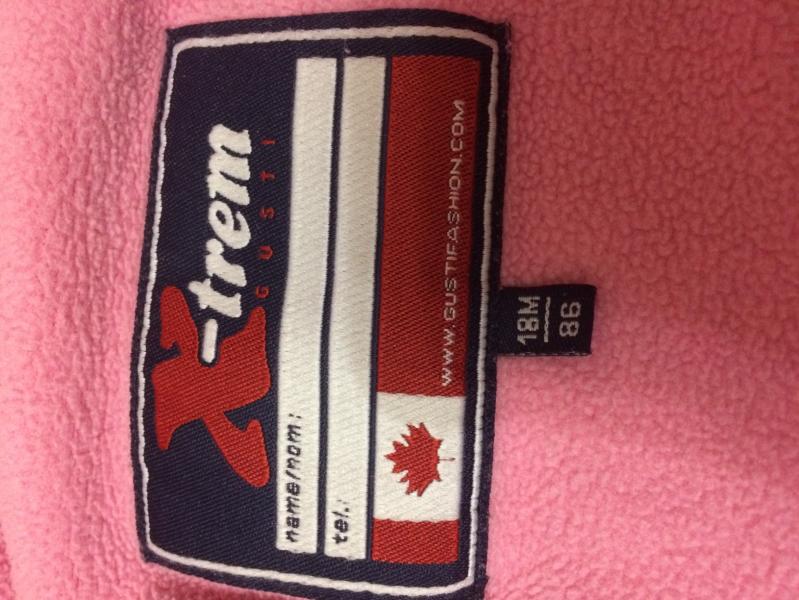 X-trem
GUSTI
name/nom:
tel.:
WWW.GUSTIFASHION.COM
18M
86